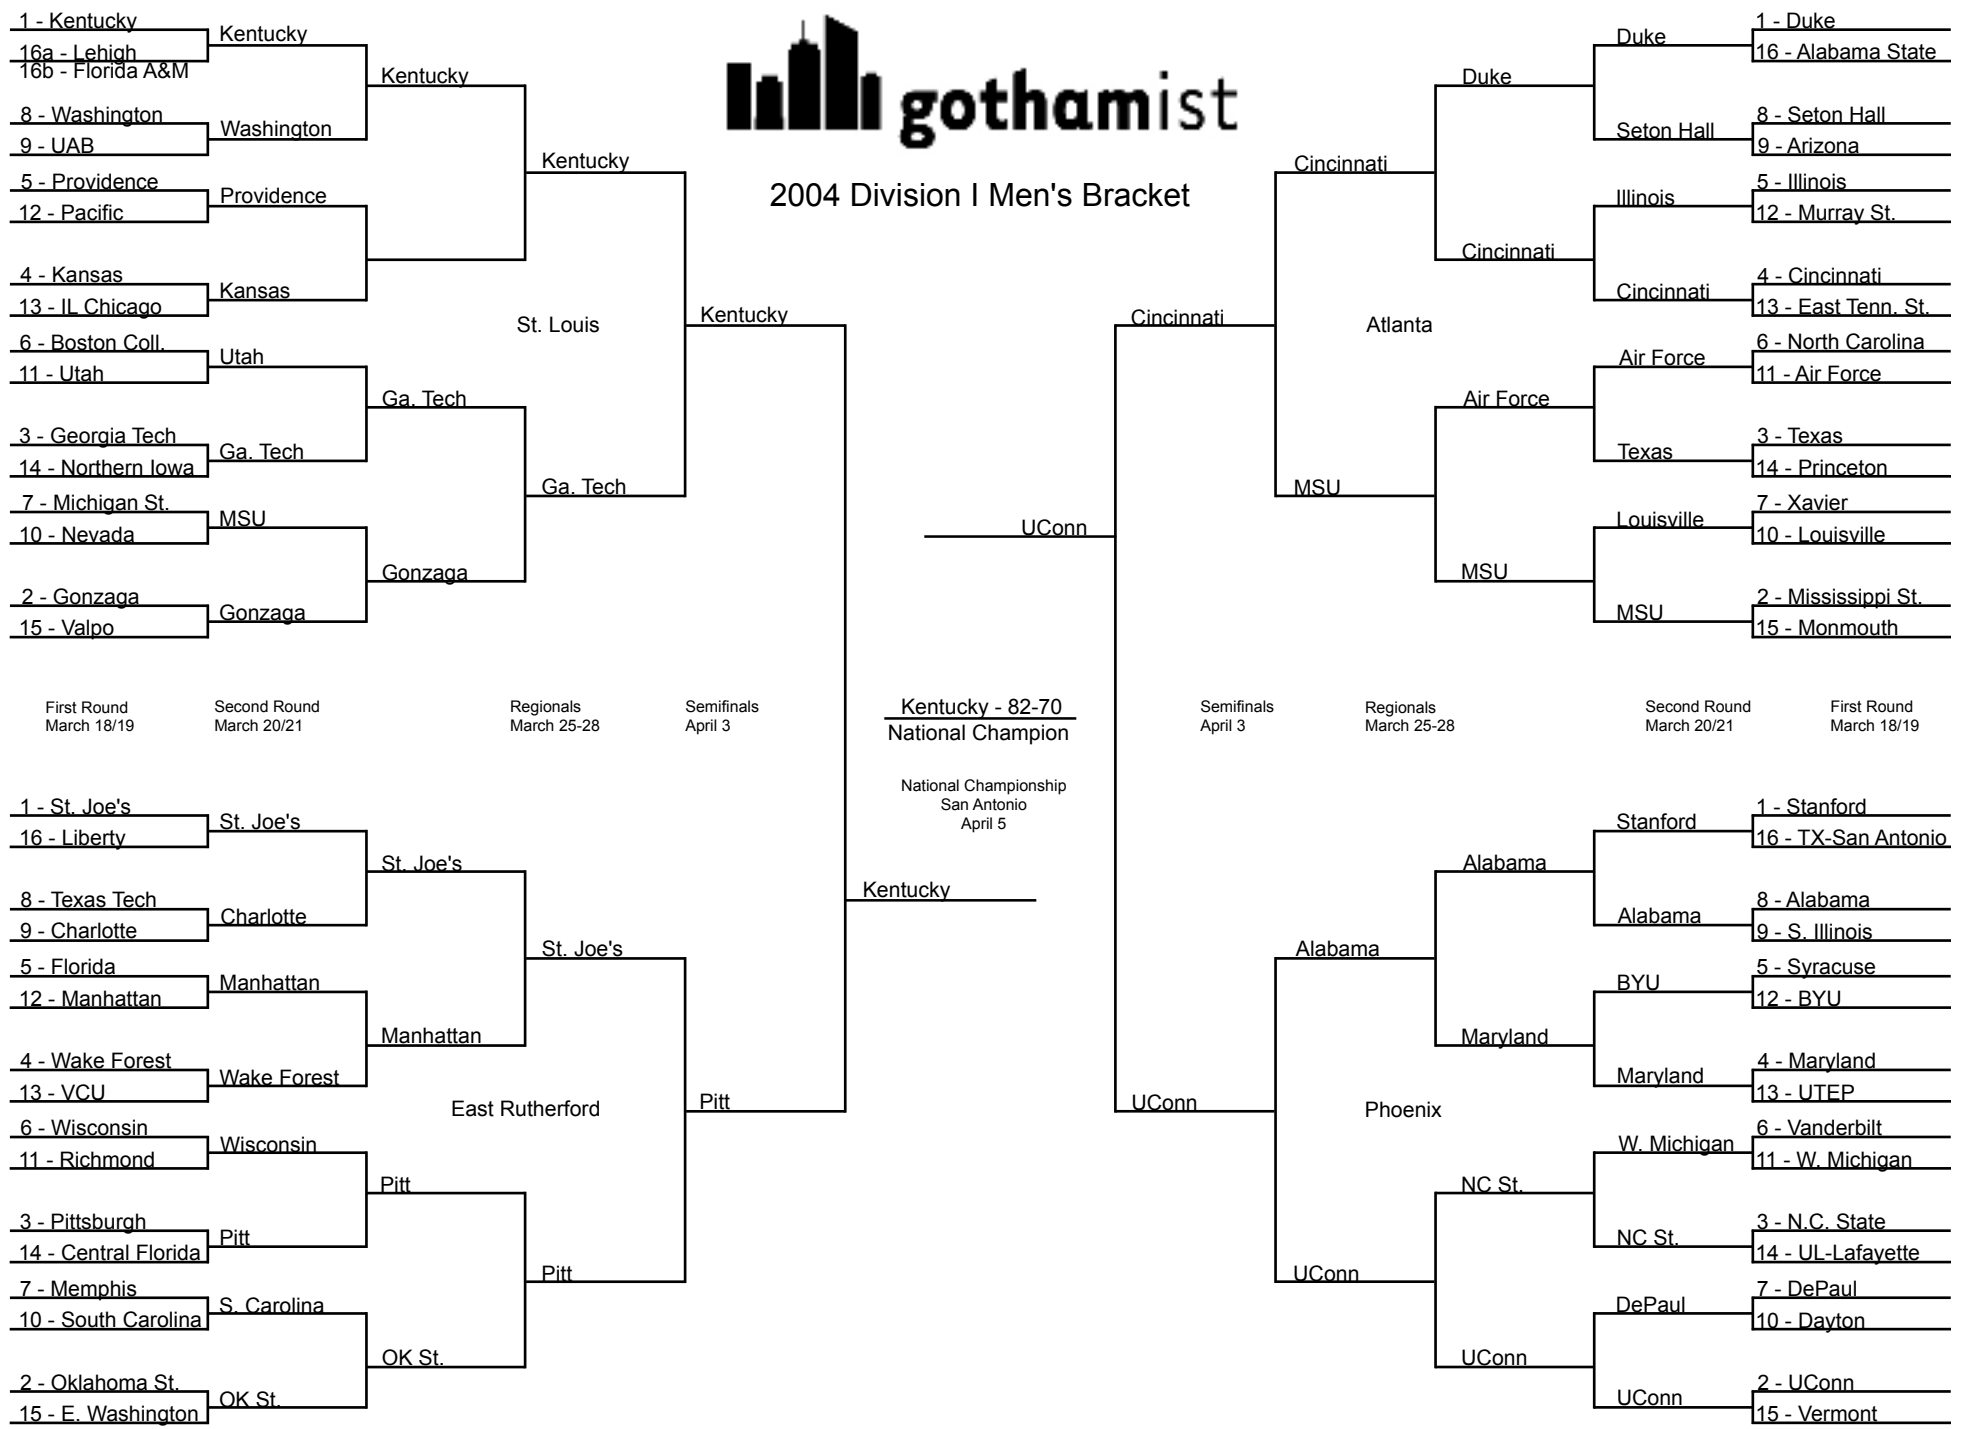 gothamist
2004 Division I Men's Bracket
1 - Kentucky
16a - Lehigh
16b - Florida A&M
8 - Washington
9 - UAB
5 - Providence
12 - Pacific
4 - Kansas
13 - IL Chicago
6 - Boston Coll.
11 - Utah
3 - Georgia Tech
14 - Northern Iowa
7 - Michigan St.
10 - Nevada
2 - Gonzaga
15 - Valpo
Kentucky
Washington
Providence
Kansas
Utah
Ga. Tech
MSU
Gonzaga
Kentucky
Ga. Tech
Gonzaga
Kentucky
Ga. Tech
St. Louis
Kentucky
UConn
Cincinnati
Atlanta
Cincinnati
MSU
Duke
Cincinnati
Air Force
MSU
Duke
Seton Hall
Illinois
Cincinnati
Air Force
Texas
Louisville
MSU
1 - Duke
16 - Alabama State
8 - Seton Hall
9 - Arizona
5 - Illinois
12 - Murray St.
4 - Cincinnati
13 - East Tenn. St.
6 - North Carolina
11 - Air Force
3 - Texas
14 - Princeton
7 - Xavier
10 - Louisville
2 - Mississippi St.
15 - Monmouth
First Round
March 18/19
Second Round
March 20/21
Regionals
March 25-28
Semifinals
April 3
Kentucky - 82-70
National Champion
National Championship
San Antonio
April 5
Semifinals
April 3
Regionals
March 25-28
Second Round
March 20/21
First Round
March 18/19
1 - St. Joe's
16 - Liberty
8 - Texas Tech
9 - Charlotte
5 - Florida
12 - Manhattan
4 - Wake Forest
13 - VCU
6 - Wisconsin
11 - Richmond
3 - Pittsburgh
14 - Central Florida
7 - Memphis
10 - South Carolina
2 - Oklahoma St.
15 - E. Washington
St. Joe's
Charlotte
Manhattan
Wake Forest
Wisconsin
Pitt
S. Carolina
OK St.
St. Joe's
Manhattan
Pitt
OK St.
St. Joe's
Pitt
East Rutherford
Pitt
Kentucky
UConn
Phoenix
Alabama
UConn
Alabama
Maryland
NC St.
UConn
Stanford
Alabama
BYU
Maryland
W. Michigan
NC St.
DePaul
UConn
1 - Stanford
16 - TX-San Antonio
8 - Alabama
9 - S. Illinois
5 - Syracuse
12 - BYU
4 - Maryland
13 - UTEP
6 - Vanderbilt
11 - W. Michigan
3 - N.C. State
14 - UL-Lafayette
7 - DePaul
10 - Dayton
2 - UConn
15 - Vermont